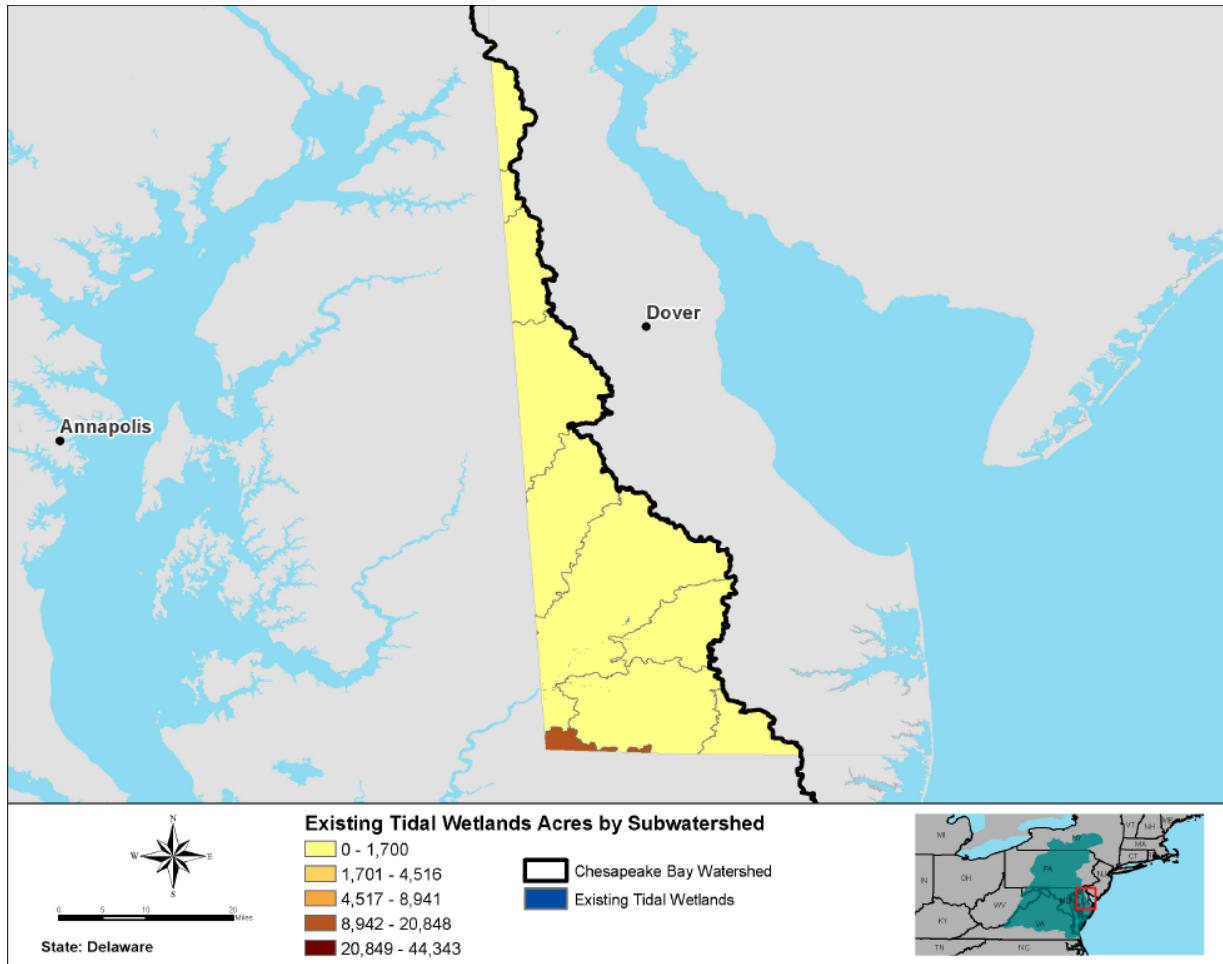 Dover
Annapolis
N
W
E
S
0 5 10 20
Miles
State: Delaware
Existing Tidal Wetlands Acres by Subwatershed
0 - 1,700
1,701 - 4,516
4,517 - 8,941
8,942 - 20,848
20,849 - 44,343
Chesapeake Bay Watershed
Existing Tidal Wetlands
MI
VT
NH
ME
MA
CT
PA
NJ
IN
OH
WV
MD
KY
VA
TN
NC